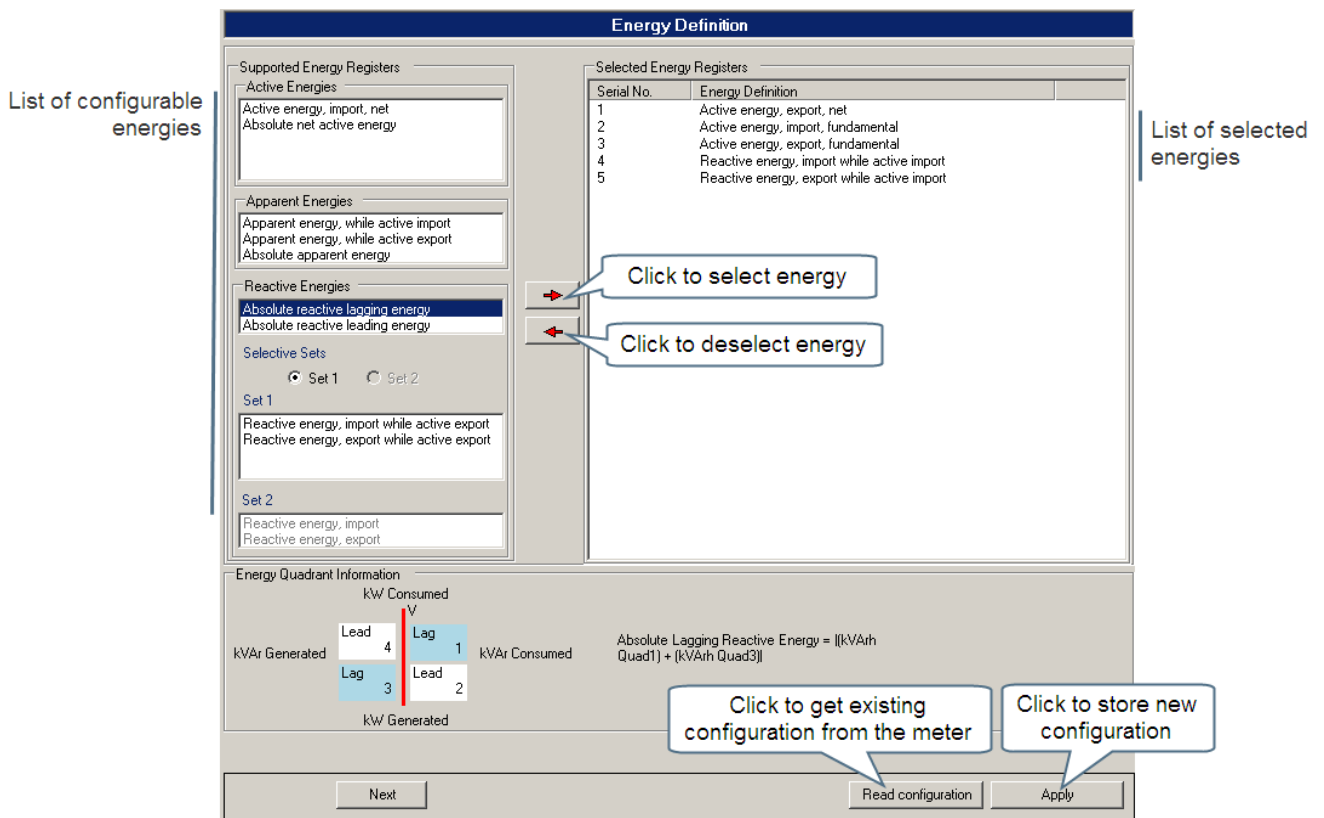 Energy Definition
List of configurable
energies
Supported Energy Registers
Active Energies
Active energy, import, net
Absolute net active energy
Apparent Energies
Apparent energy, while active import
Apparent energy, while active export
Absolute apparent energy
Reactive Energies
Absolute reactive lagging energy
Absolute reactive leading energy
Selective Sets
Set 1 Set 2
Set 1
Reactive energy, import while active export
Reactive energy, export while active export
Set 2
Reactive energy, import
Reactive energy, export
Click to select energy
Click to deselect energy
Selected Energy Registers
Serial No. Energy Definition
1 Active energy, export, net
2 Active energy, import, fundamental
3 Active energy, export, fundamental
4 Reactive energy, import while active import
5 Reactive energy, export while active import
List of selected
energies
Energy Quadrant Information
kW Consumed
V
Lead 4 Lag 1
kVAr Generated kVAr Consumed
Lag 3 Lead 2
kW Generated
Absolute Lagging Reactive Energy = |(kVArh
Quad1) + (kVArh Quad3)|
Click to get existing
configuration from the meter
Click to store new
configuration
Next Read configuration Apply